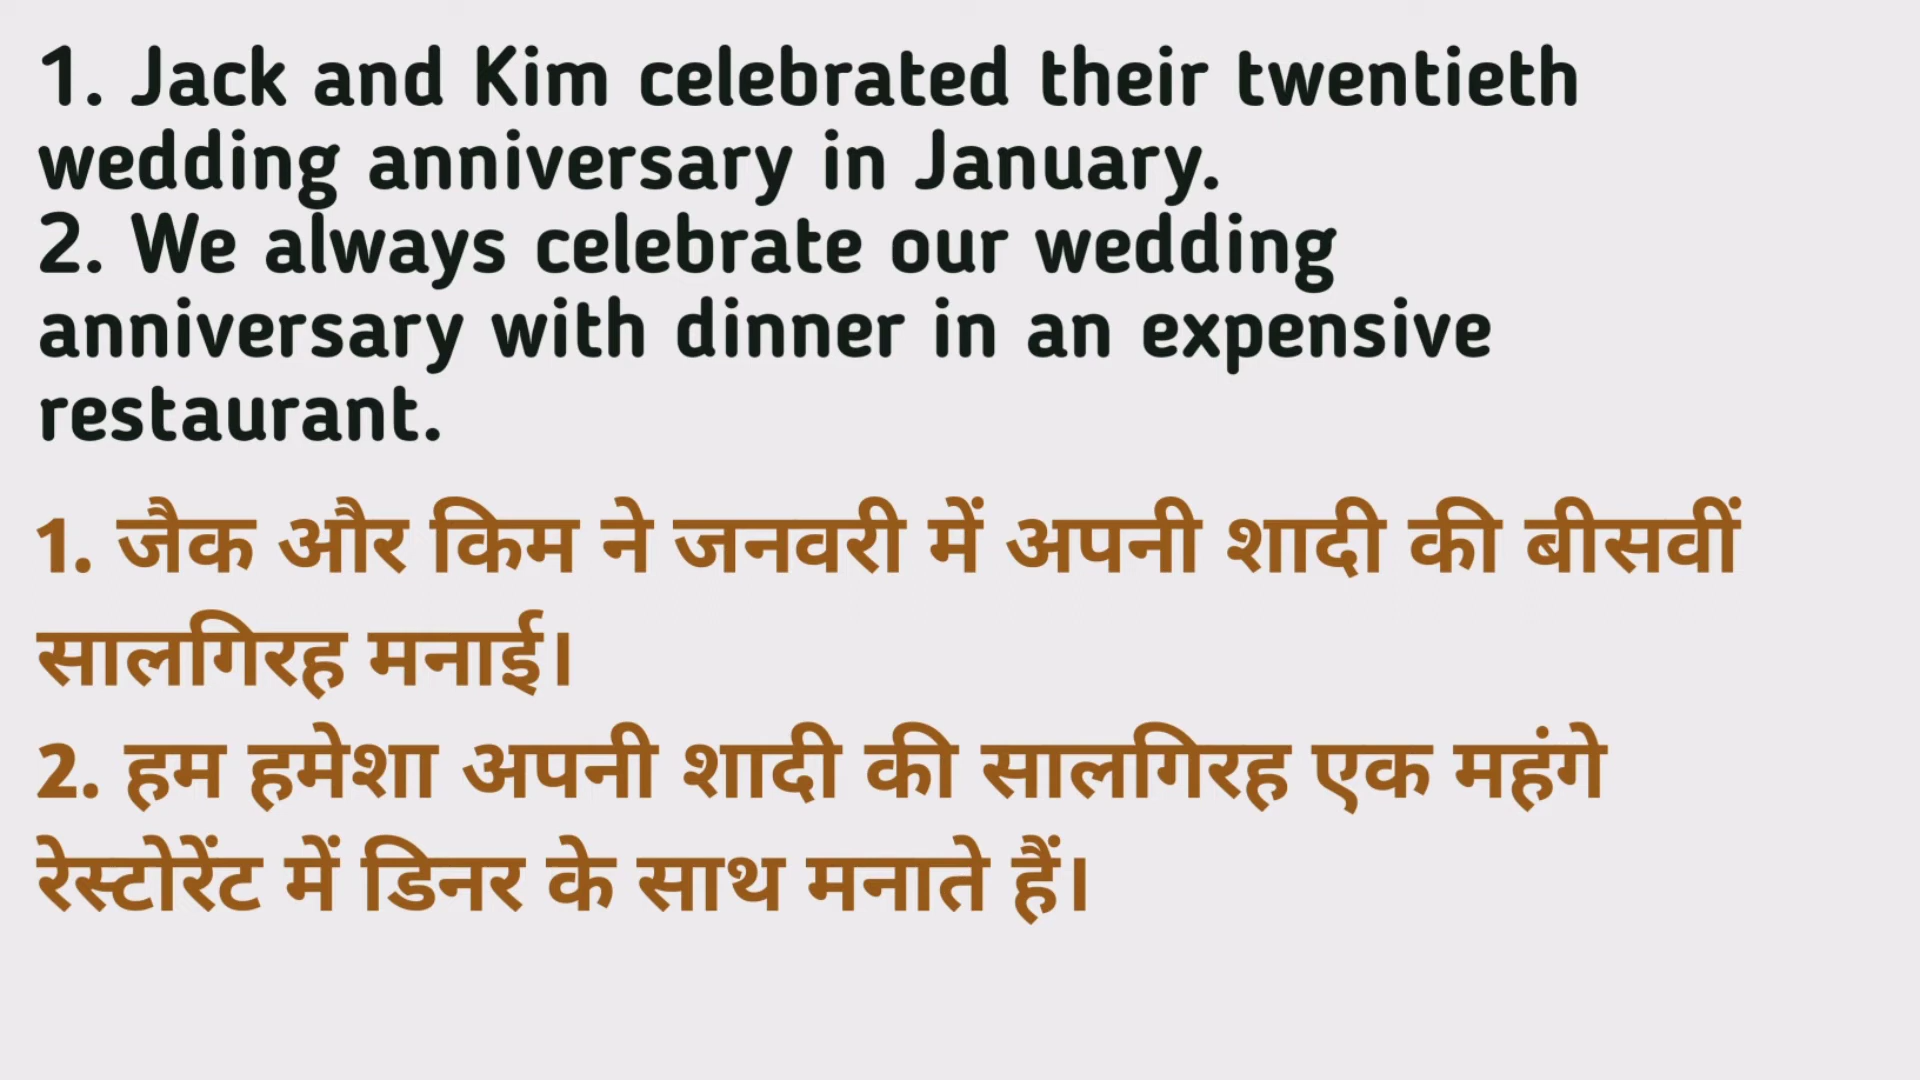 1. Jack and Kim celebrated their twentieth
wedding anniversary in January.
2. We always celebrate our wedding
anniversary with dinner in an expensive
restaurant.
1. जैक और किम ने जनवरी में अपनी शादी की बीसवीं
सालगिरह मनाई।
2. हम हमेशा अपनी शादी की सालगिरह एक महंगे
रेस्टोरेंट में डिनर के साथ मनाते हैं।